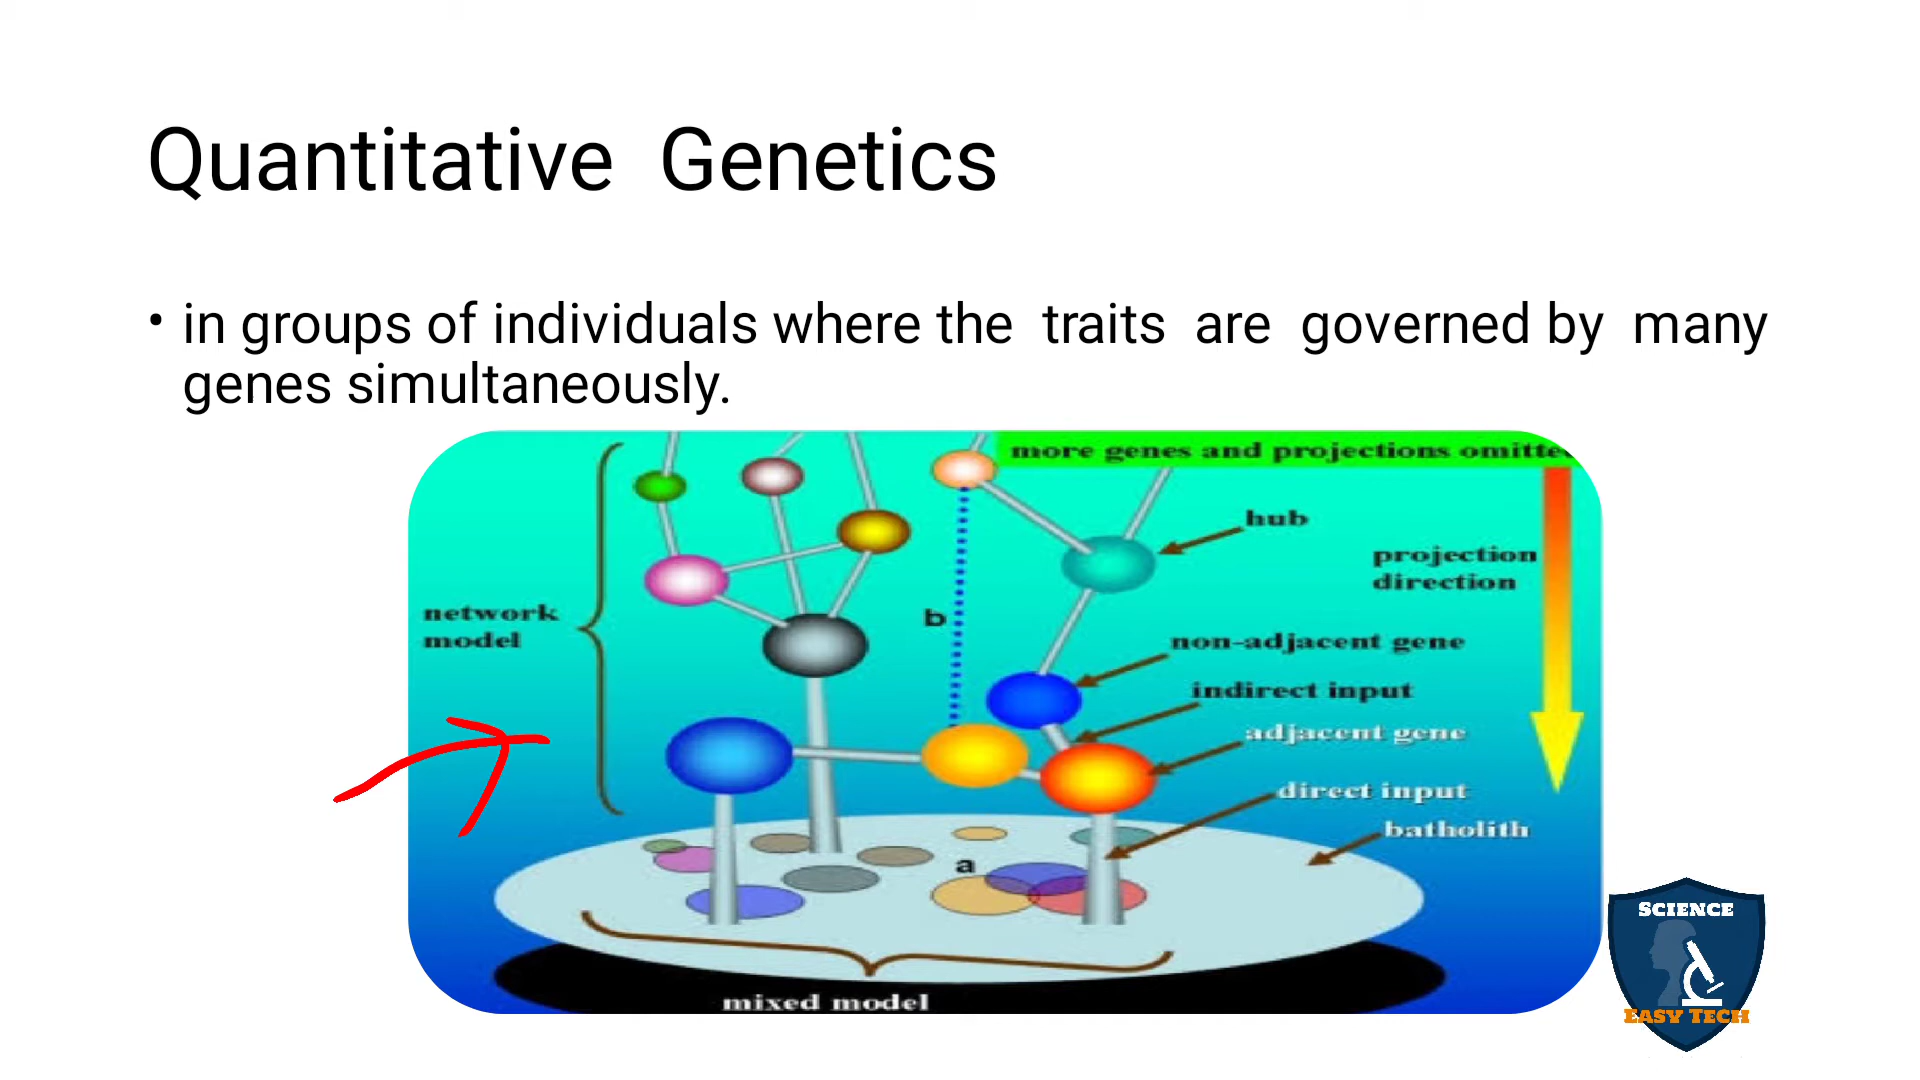 Quantitative Genetics
• in groups of individuals where the traits are governed by many
genes simultaneously.
more genes and projections omitte
hub
projection
direction
network
model
b
non-adjacent gene
indirect input
adjacent gene
direct input
batholith
a
mixed model
SCIENCE
EASY TECH